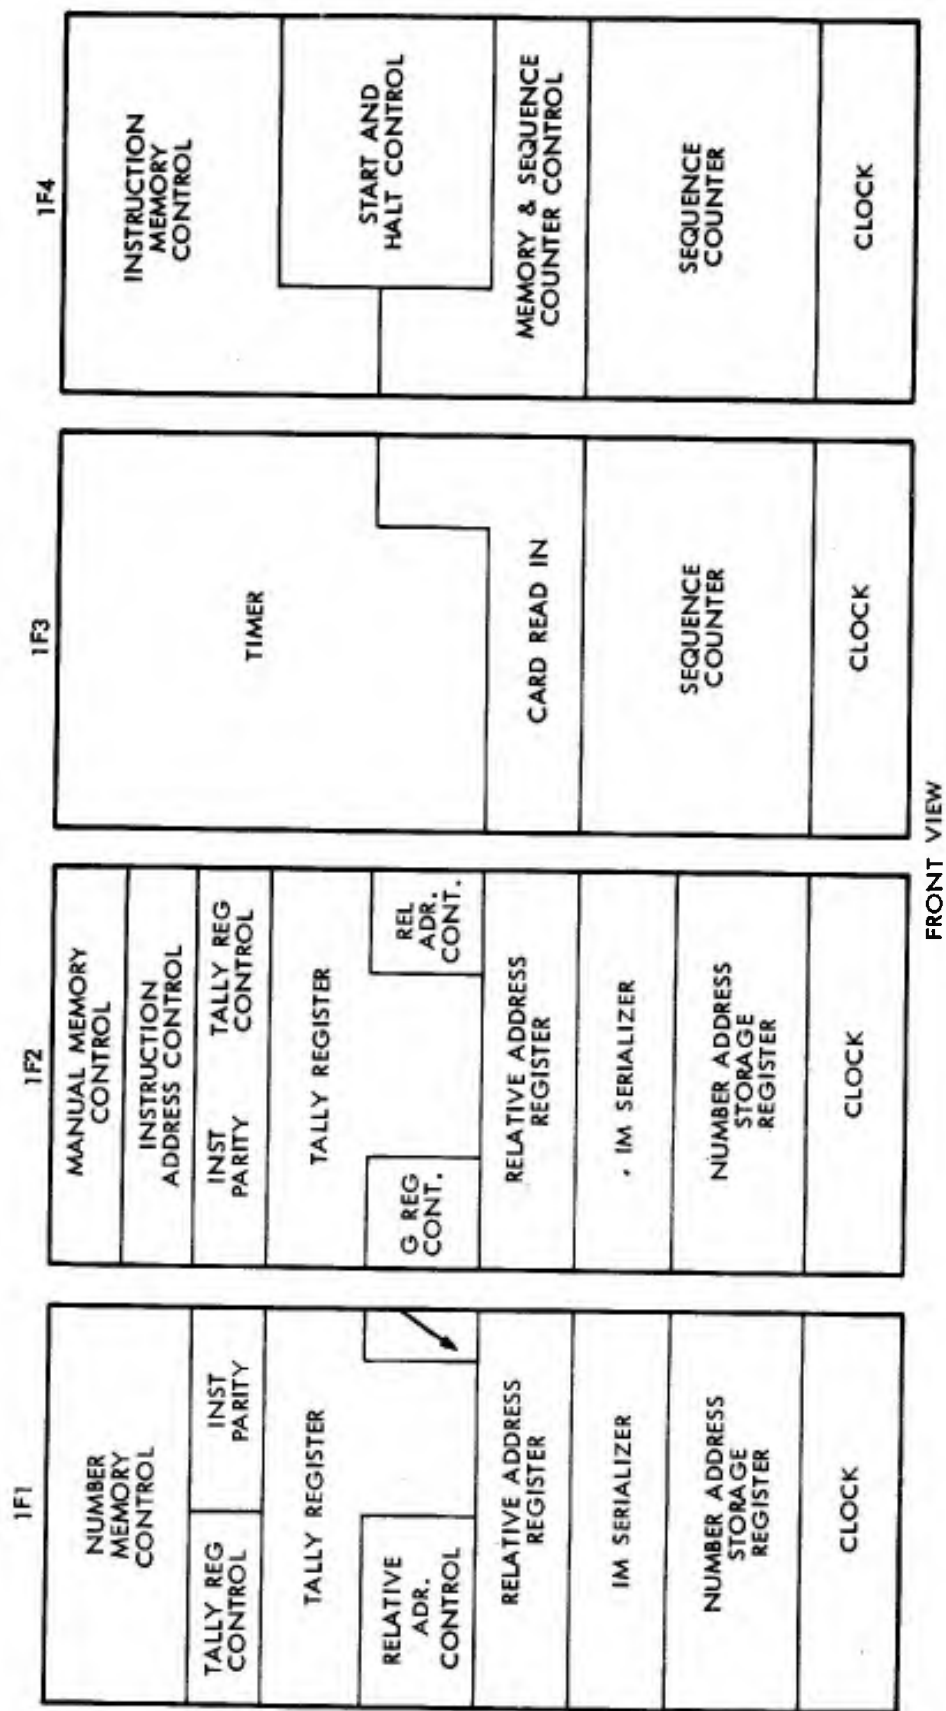 1F1
NUMBER
MEMORY
CONTROL
TALLY REG
CONTROL
INST
PARITY
TALLY REGISTER
RELATIVE
ADR.
CONTROL
RELATIVE ADDRESS
REGISTER
IM SERIALIZER
NUMBER ADDRESS
STORAGE
REGISTER
CLOCK
1F2
MANUAL MEMORY
CONTROL
INSTRUCTION
ADDRESS CONTROL
INST
PARITY
TALLY REG
CONTROL
TALLY REGISTER
G REG
CONT.
REL
ADR.
CONT.
RELATIVE ADDRESS
REGISTER
. IM SERIALIZER
NUMBER ADDRESS
STORAGE
REGISTER
CLOCK
1F3
TIMER
CARD READ IN
SEQUENCE
COUNTER
CLOCK
1F4
INSTRUCTION
MEMORY
CONTROL
START AND
HALT CONTROL
MEMORY & SEQUENCE
COUNTER CONTROL
SEQUENCE
COUNTER
CLOCK
FRONT VIEW